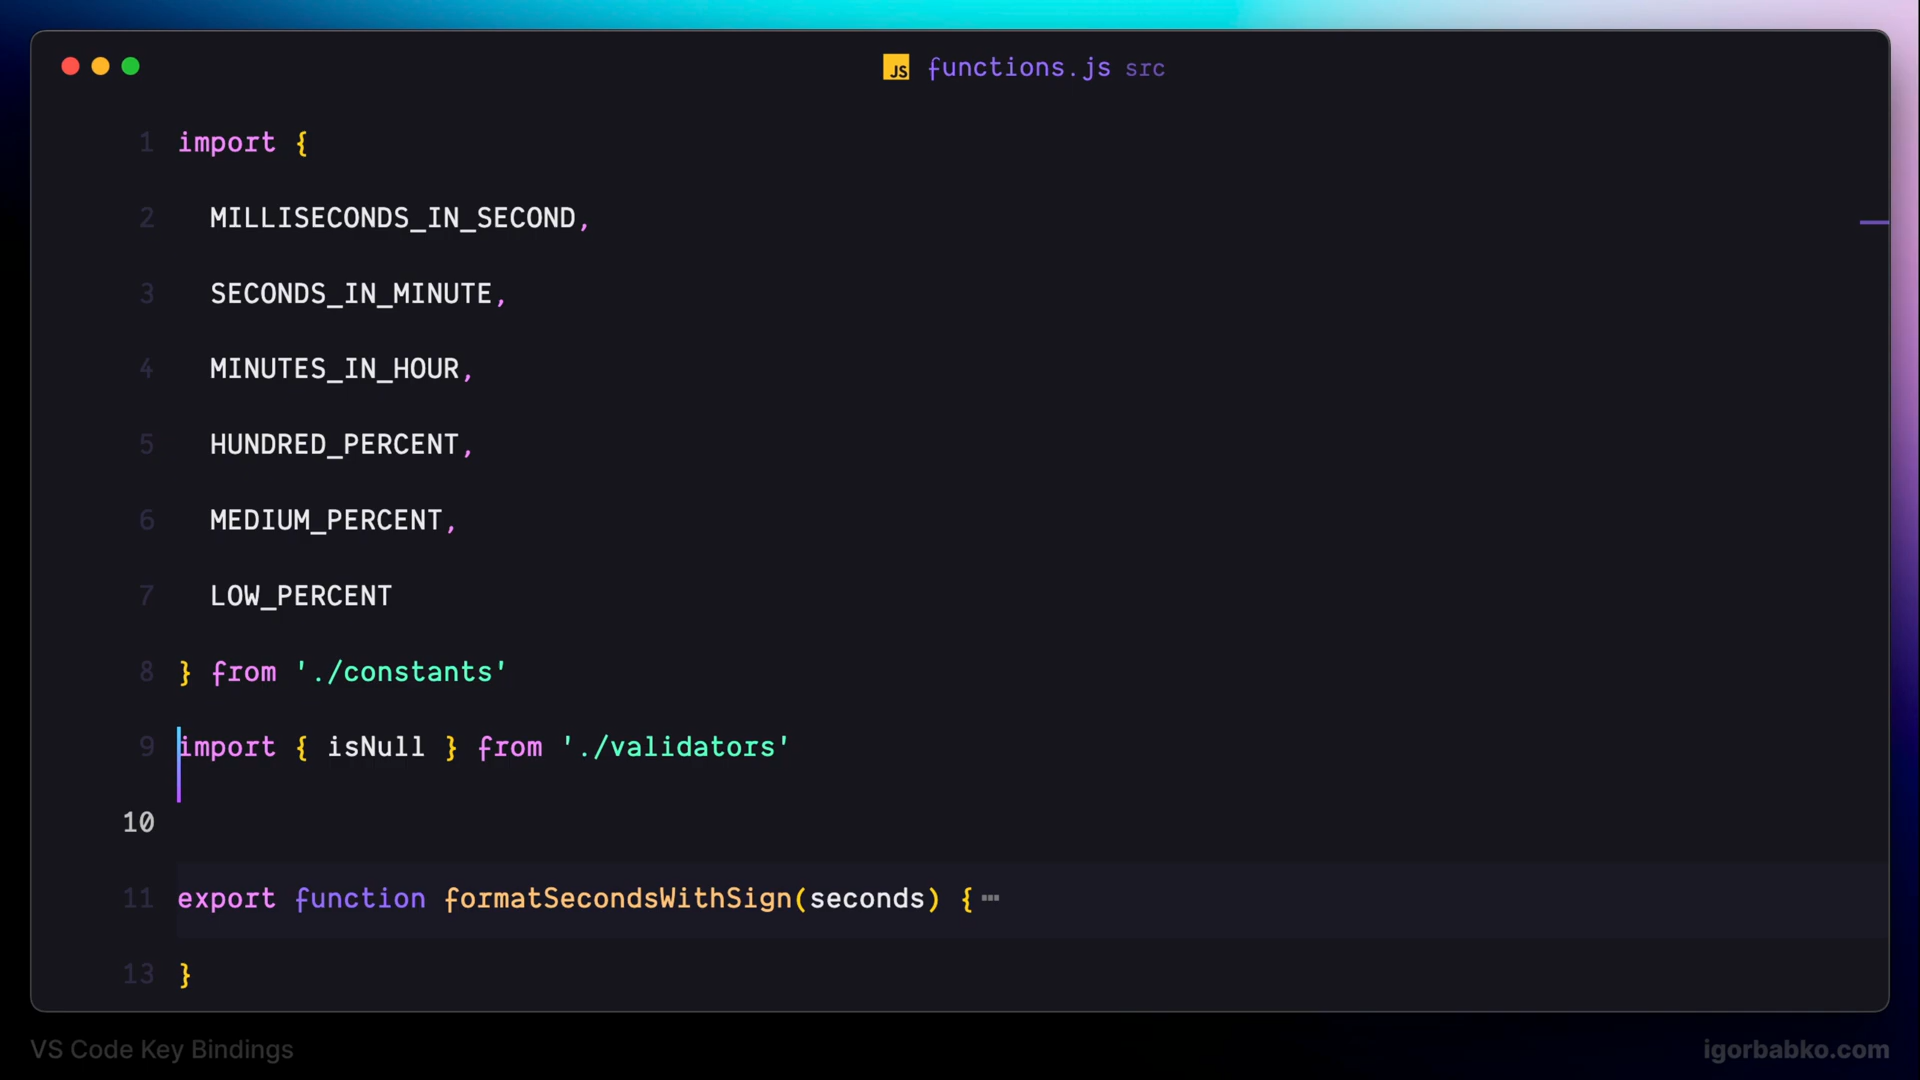 JS functions.js src
1 import {
2 MILLISECONDS_IN_SECOND,
3 SECONDS_IN_MINUTE,
4 MINUTES_IN_HOUR,
5 HUNDRED_PERCENT,
6 MEDIUM_PERCENT,
7 LOW_PERCENT
8 } from './constants'
9 import { isNull } from './validators'
10
11 export function formatSecondsWithSign(seconds) {⋯
13 }
VS Code Key Bindings
igorbabko.com